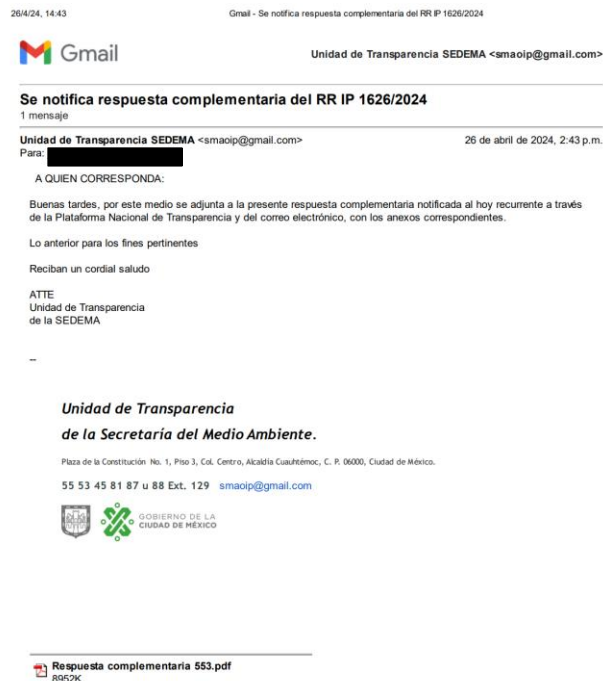 26/4/24, 14:43 Gmail - Se notifica respuesta complementaria del RR IP 1626/2024
Gmail Unidad de Transparencia SEDEMA <smaoip@gmail.com>
Se notifica respuesta complementaria del RR IP 1626/2024
1 mensaje
Unidad de Transparencia SEDEMA <smaoip@gmail.com> 26 de abril de 2024, 2:43 p.m.
Para:
A QUIEN CORRESPONDA:
Buenas tardes, por este medio se adjunta a la presente respuesta complementaria notificada al hoy recurrente a través
de la Plataforma Nacional de Transparencia y del correo electrónico, con los anexos correspondientes.
Lo anterior para los fines pertinentes
Reciban un cordial saludo
ATTE
Unidad de Transparencia
de la SEDEMA
--
Unidad de Transparencia
de la Secretaría del Medio Ambiente.
Plaza de la Constitución No. 1, Piso 3, Col. Centro, Alcaldía Cuauhtémoc, C. P. 06000, Ciudad de México.
55 53 45 81 87 u 88 Ext. 129 smaoip@gmail.com
GOBIERNO DE LA
CIUDAD DE MÉXICO
Respuesta complementaria 553.pdf
8952K